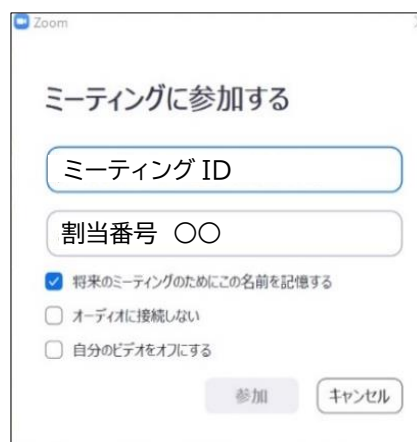 Zoom
ミーティングに参加する
ミーティング ID
割当番号 〇〇
将来のミーティングのためにこの名前を記憶する
オーディオに接続しない
自分のビデオをオフにする
参加 キャンセル